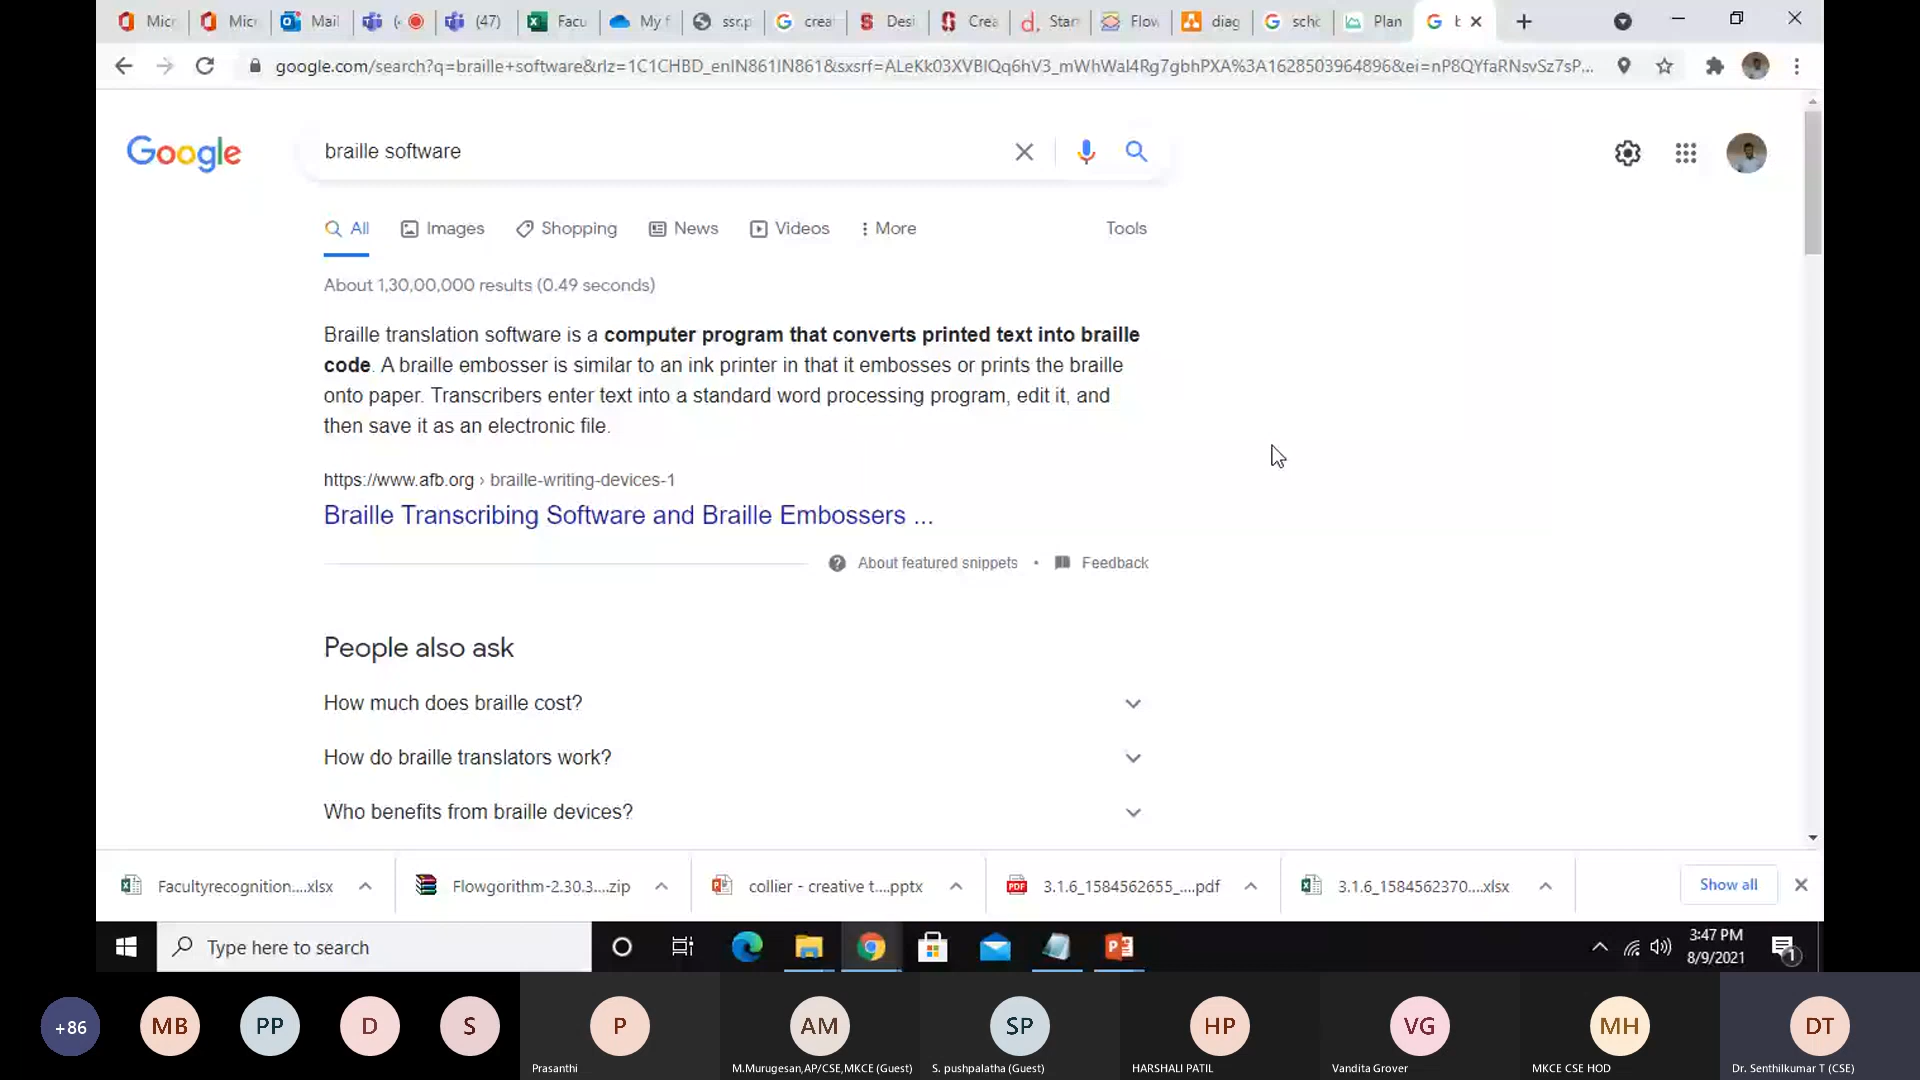 Micr
Micr
Mail
(47)
Facu
My f
ssr.p
creat
Desi
Crea
Star
Flow
diag
scho
Plan
google.com/search?q=braille+software&rlz=1C1CHBD_enIN861IN861&sxsrf=ALeKk03XVBIQq6hV3_mWhWal4Rg7gbhPXA%3A1628503964896&ei=nP8QYfaRNsvSz7sP...
Google
braille software
All
Images
Shopping
News
Videos
More
Tools
About 1,30,00,000 results (0.49 seconds)
Braille translation software is a computer program that converts printed text into braille
code. A braille embosser is similar to an ink printer in that it embosses or prints the braille
onto paper. Transcribers enter text into a standard word processing program, edit it, and
then save it as an electronic file.
https://www.afb.org › braille-writing-devices-1
Braille Transcribing Software and Braille Embossers ...
About featured snippets • Feedback
People also ask
How much does braille cost?
How do braille translators work?
Who benefits from braille devices?
Facultyrecognition....xlsx
Flowgorithm-2.30.3....zip
collier - creative t....pptx
3.1.6_1584562655_....pdf
3.1.6_1584562370....xlsx
Show all
Type here to search
3:47 PM
8/9/2021
1
+86
MB
PP
D
S
P
AM
SP
HP
VG
MH
DT
Prasanthi
M.Murugesan,AP/CSE,MKCE (Guest)
S. pushpalatha (Guest)
HARSHALI PATIL
Vandita Grover
MKCE CSE HOD
Dr. Senthilkumar T (CSE)